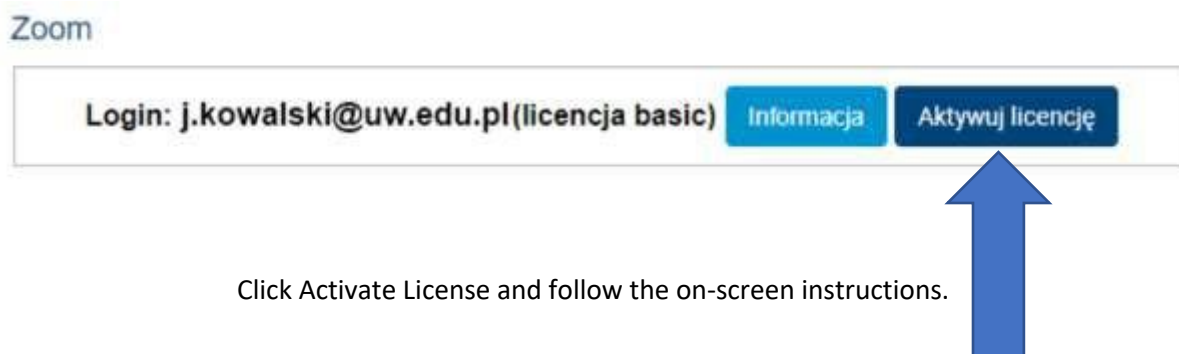 Zoom
Login: j.kowalski@uw.edu.pl(licencja basic) Informacja Aktywuj licencję
Click Activate License and follow the on-screen instructions.